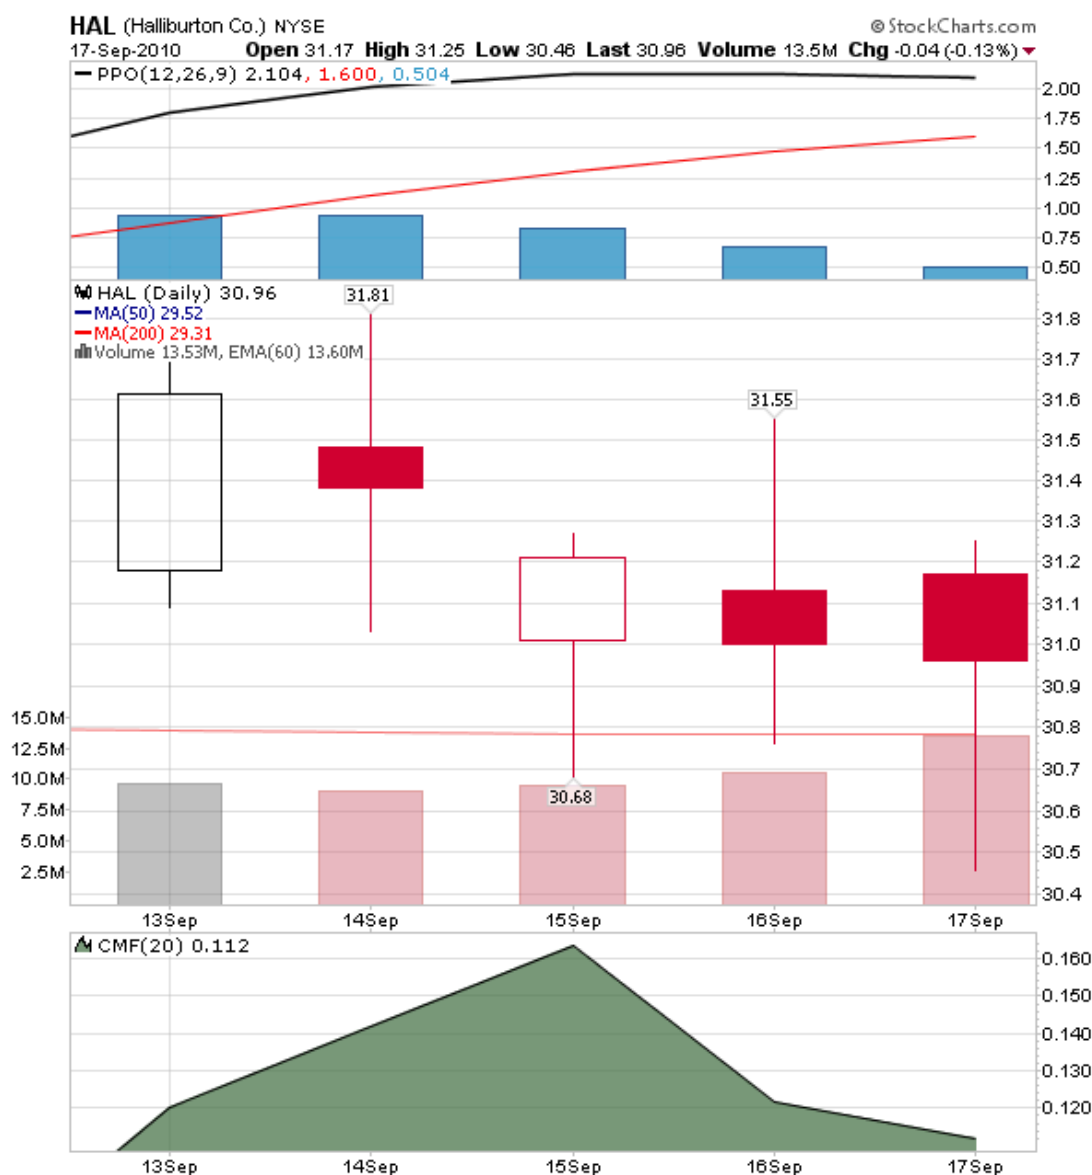 HAL (Halliburton Co.) NYSE © StockCharts.com
17-Sep-2010 Open 31.17 High 31.25 Low 30.46 Last 30.96 Volume 13.5M Chg -0.04 (-0.13%)
PPO(12,26,9) 2.104, 1.600, 0.504
2.00
1.75
1.50
1.25
1.00
0.75
0.50
HAL (Daily) 30.96
MA(50) 29.52
MA(200) 29.31
Volume 13.53M, EMA(60) 13.60M
31.81
31.55
30.68
31.8
31.7
31.6
31.5
31.4
31.3
31.2
31.1
31.0
30.9
30.8
30.7
30.6
30.5
30.4
15.0M
12.5M
10.0M
7.5M
5.0M
2.5M
13Sep 14Sep 15Sep 16Sep 17Sep
CMF(20) 0.112
0.160
0.150
0.140
0.130
0.120
13Sep 14Sep 15Sep 16Sep 17Sep